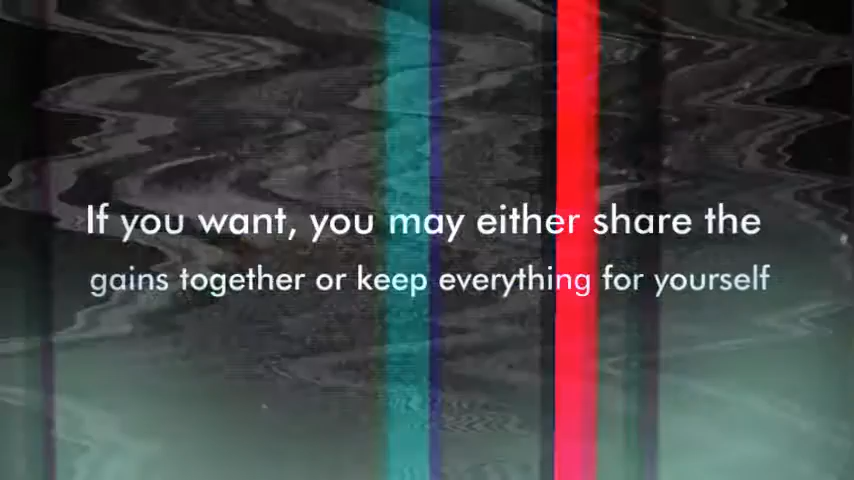 If you want, you may either share the
gains together or keep everything for yourself